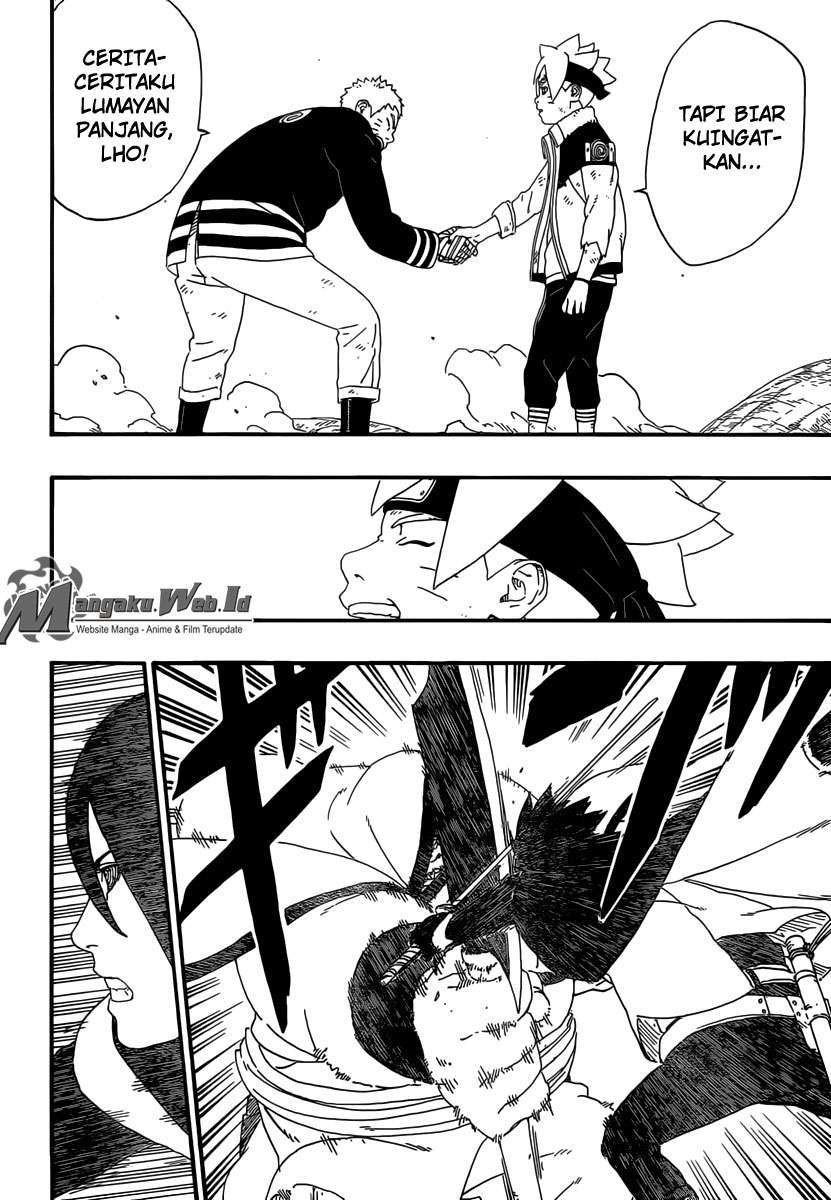 TAPI BIAR
KUINGAT-
KAN...
CERITA-
CERITAKU
LUMAYAN
PANJANG,
LHO!
Mangaku.Web.Id
Website Manga - Anime & Film Terupdate